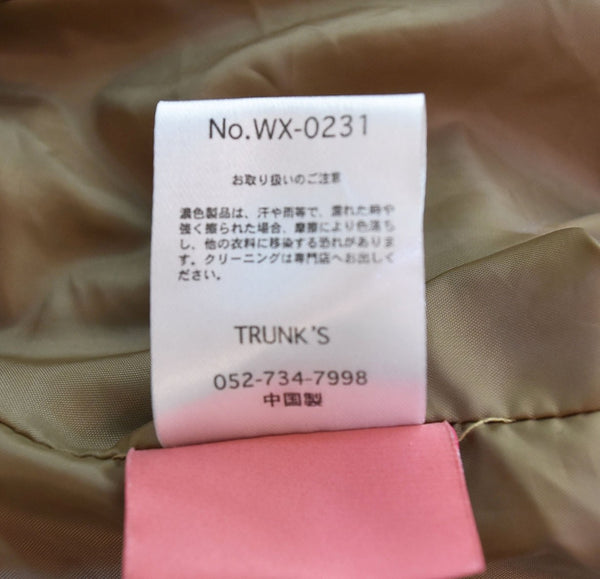 No.WX-0231
お取り扱いのご注意
濃色製品は、汗や雨等で、濡れた時や
強く擦られた場合、摩擦により色落ち
し、他の衣料に移染する恐れがありま
す。クリーニングは専門店へお出しく
ださい。
TRUNK'S
052-734-7998
中国製